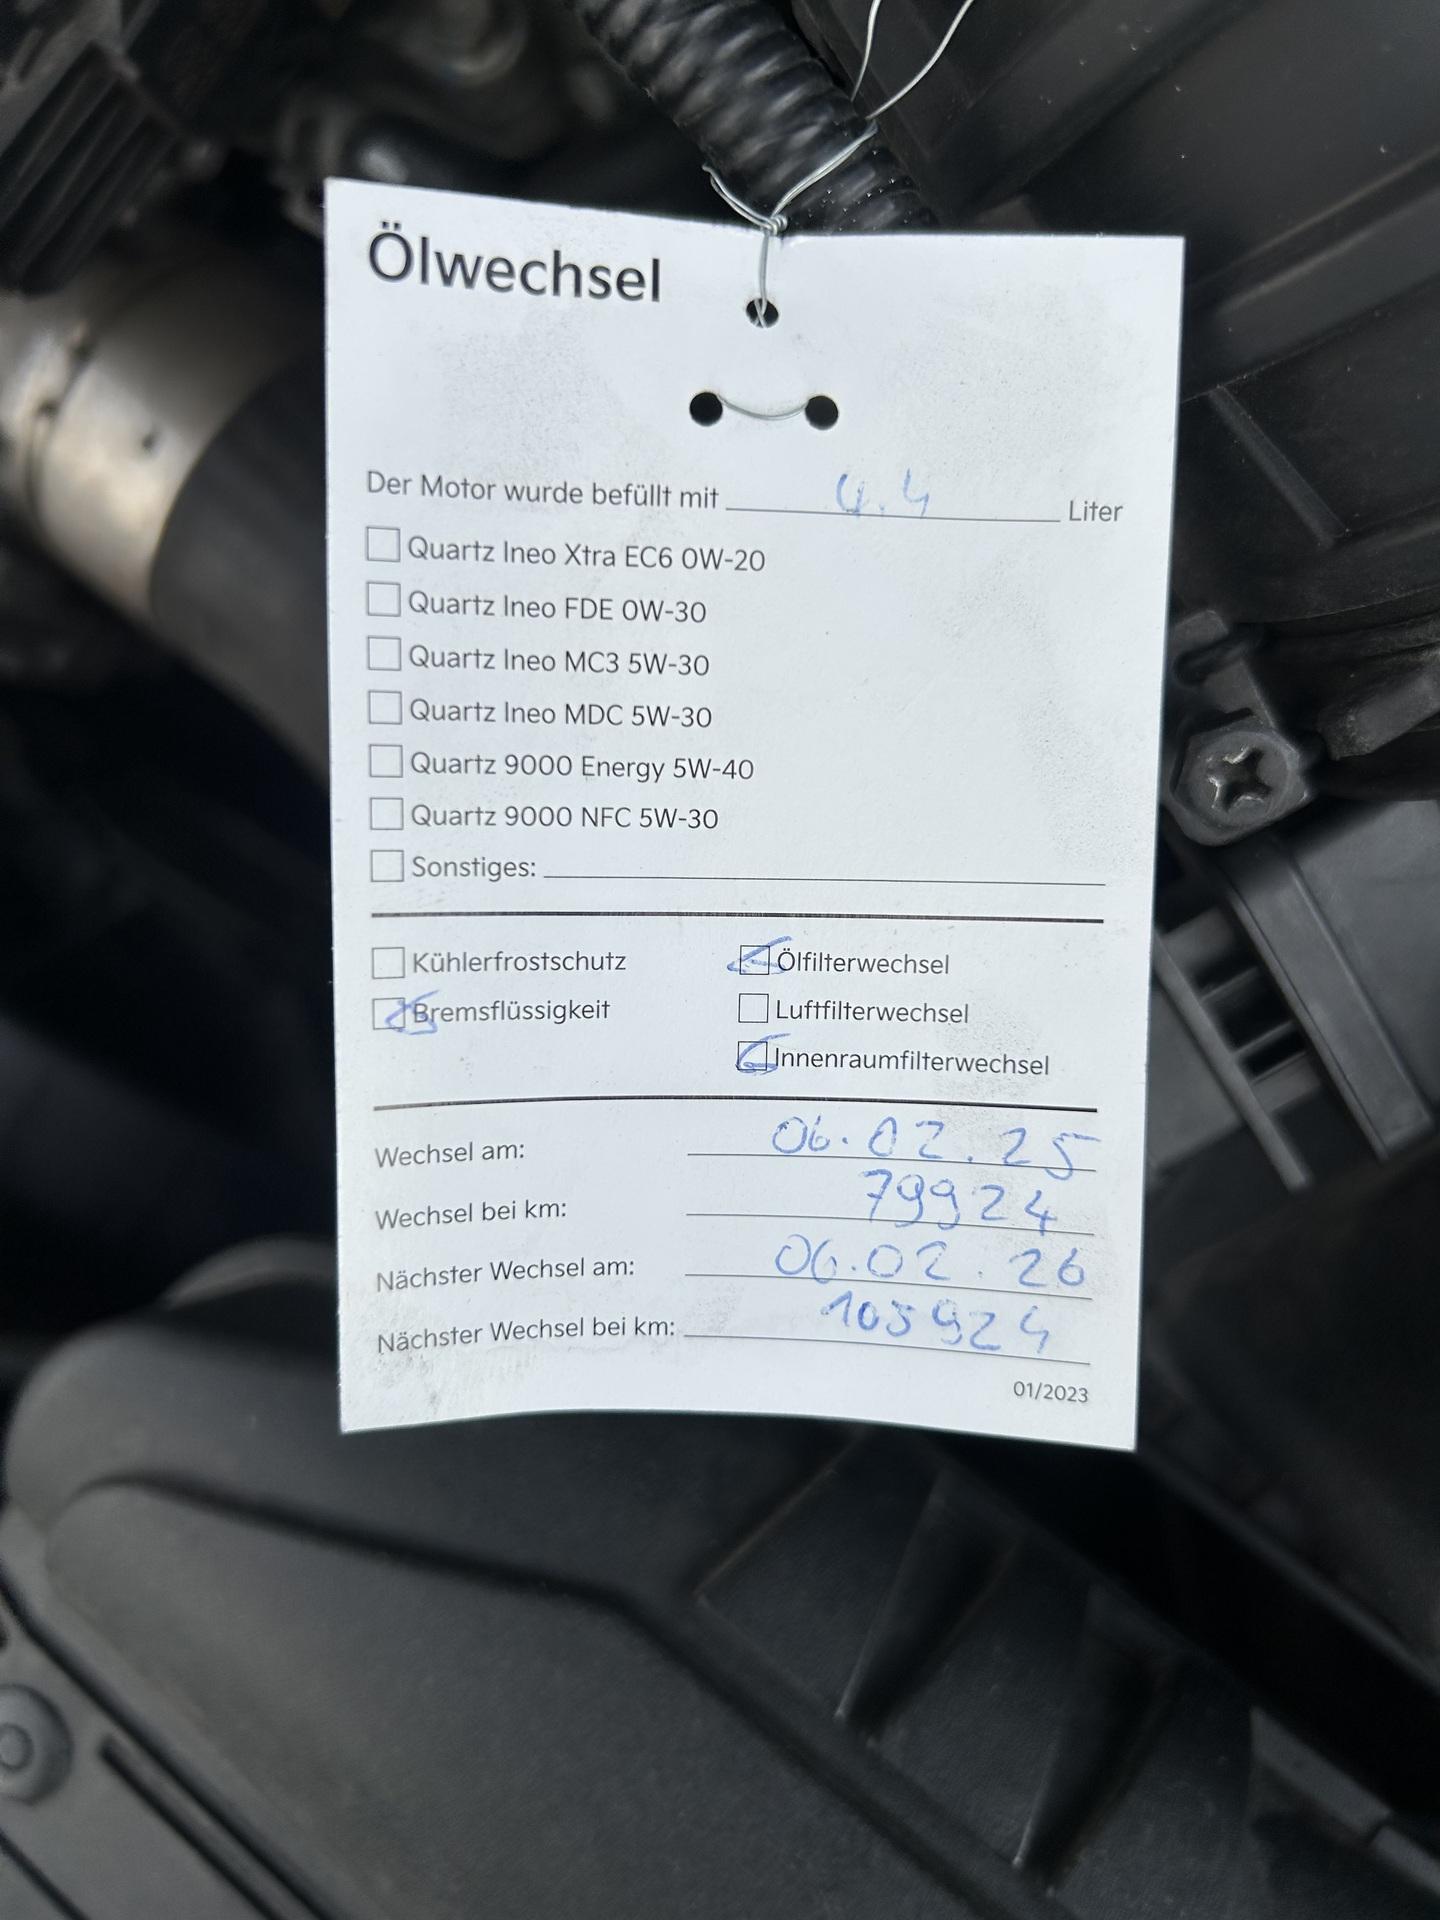 Ölwechsel
Der Motor wurde befüllt mit 4.4 Liter
Quartz Ineo Xtra EC6 0W-20
Quartz Ineo FDE 0W-30
Quartz Ineo MC3 5W-30
Quartz Ineo MDC 5W-30
Quartz 9000 Energy 5W-40
Quartz 9000 NFC 5W-30
Sonstiges:
Kühlerfrostschutz Ölfilterwechsel
Bremsflüssigkeit Luftfilterwechsel
Innenraumfilterwechsel
Wechsel am: 06.02.25
Wechsel bei km: 79924
Nächster Wechsel am: 06.02.26
Nächster Wechsel bei km: 105924
01/2023